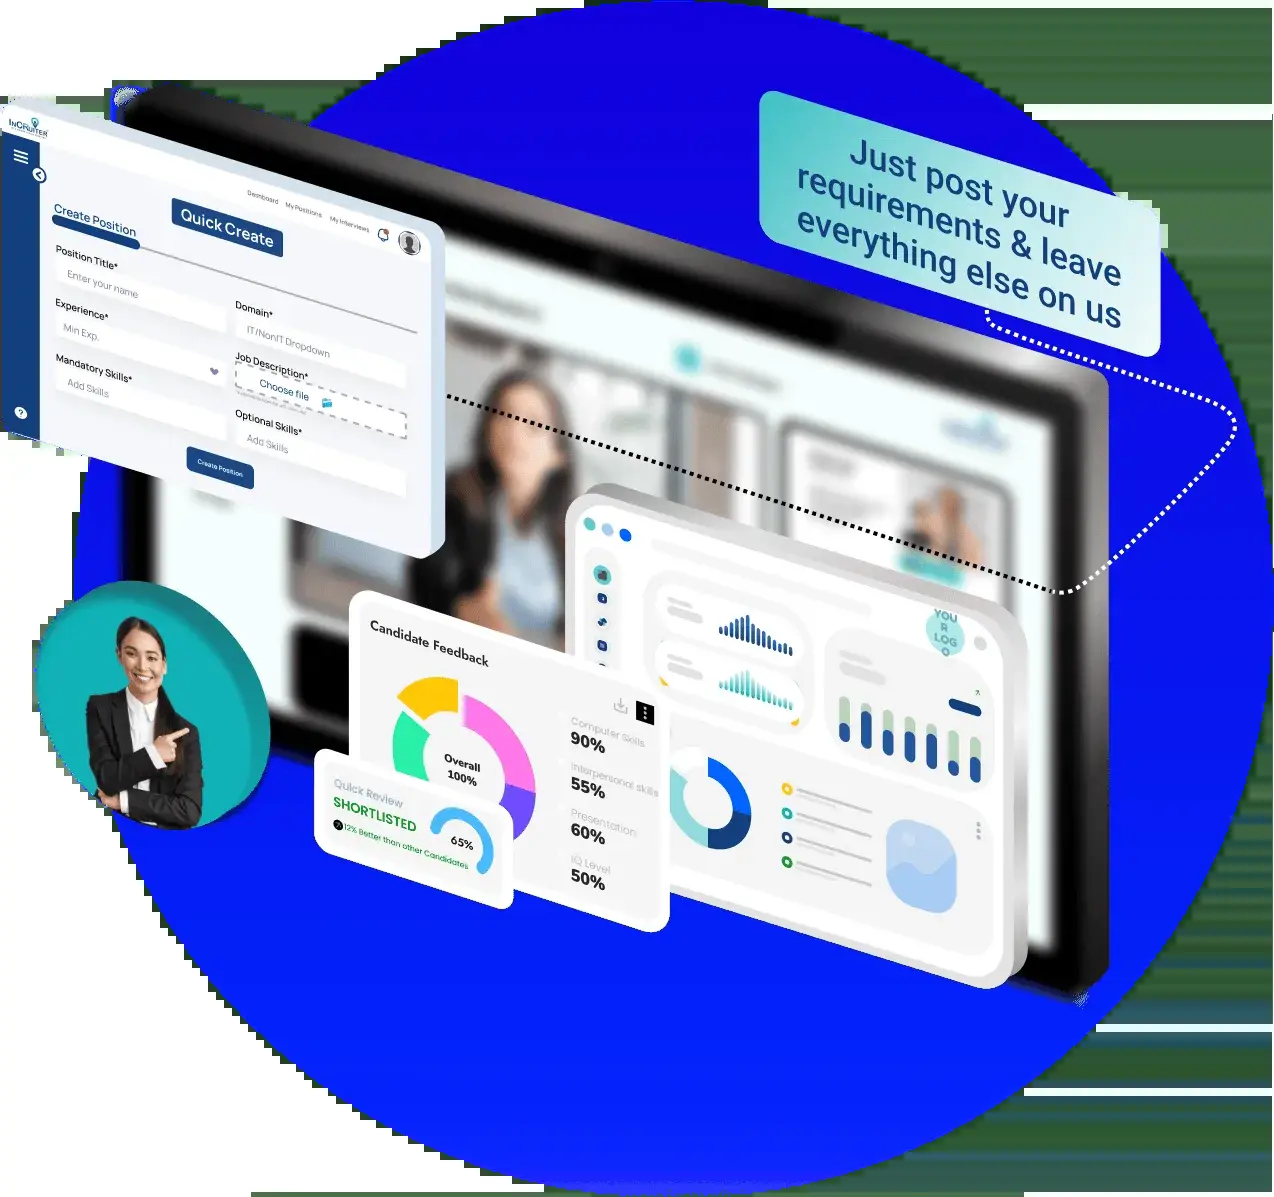 Just post your
requirements & leave
everything else on us
INCRUITER
Dashboard
My Positions
My Interviews
Quick Create
Create Position
Position Title*
Enter your name
Domain*
IT/NonIT Dropdown
Experience*
Min Exp.
Job Description*
Choose file
Mandatory Skills*
Add Skills
Optional Skills*
Add Skills
Create Position
?
YOU
R
LOG
O
Candidate Feedback
Overall
100%
Computer Skills
90%
Interpersonal skills
55%
Presentation
60%
IQ Level
50%
Quick Review
SHORTLISTED
12% Better than other Candidates
65%